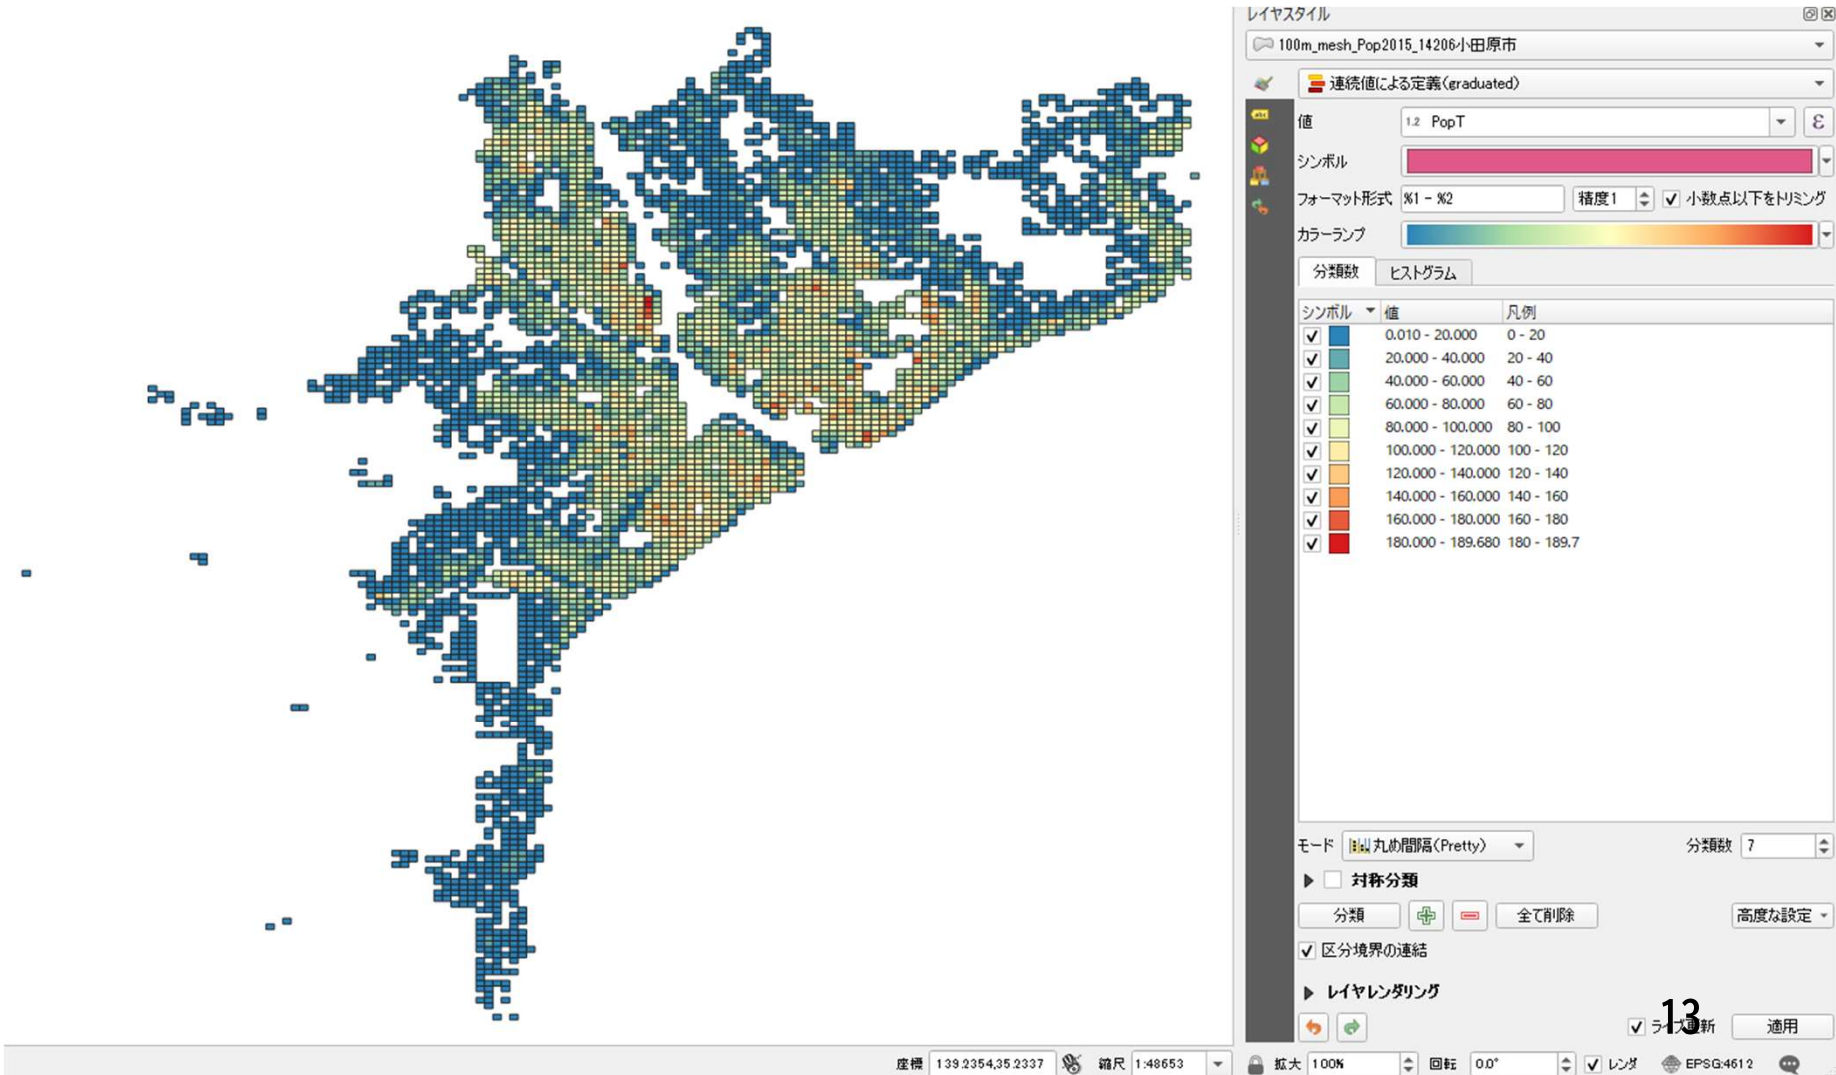 レイヤスタイル
100m_mesh_Pop2015_14206小田原市
連続値による定義(graduated)
値 1.2 PopT ε
シンボル
フォーマット形式 %1 - %2 精度1 小数点以下をトリミング
カラーランプ
分類数 ヒストグラム
シンボル 値 凡例
0.010 - 20.000 0 - 20
20.000 - 40.000 20 - 40
40.000 - 60.000 40 - 60
60.000 - 80.000 60 - 80
80.000 - 100.000 80 - 100
100.000 - 120.000 100 - 120
120.000 - 140.000 120 - 140
140.000 - 160.000 140 - 160
160.000 - 180.000 160 - 180
180.000 - 189.680 180 - 189.7
モード 丸め間隔(Pretty) 分類数 7
対称分類
分類 全て削除 高度な設定
区分境界の連結
レイヤレンダリング
13
ライブ更新 適用
座標 139.2354,35.2337 縮尺 1:48653 拡大 100% 回転 0.0° レンダ EPSG:4612